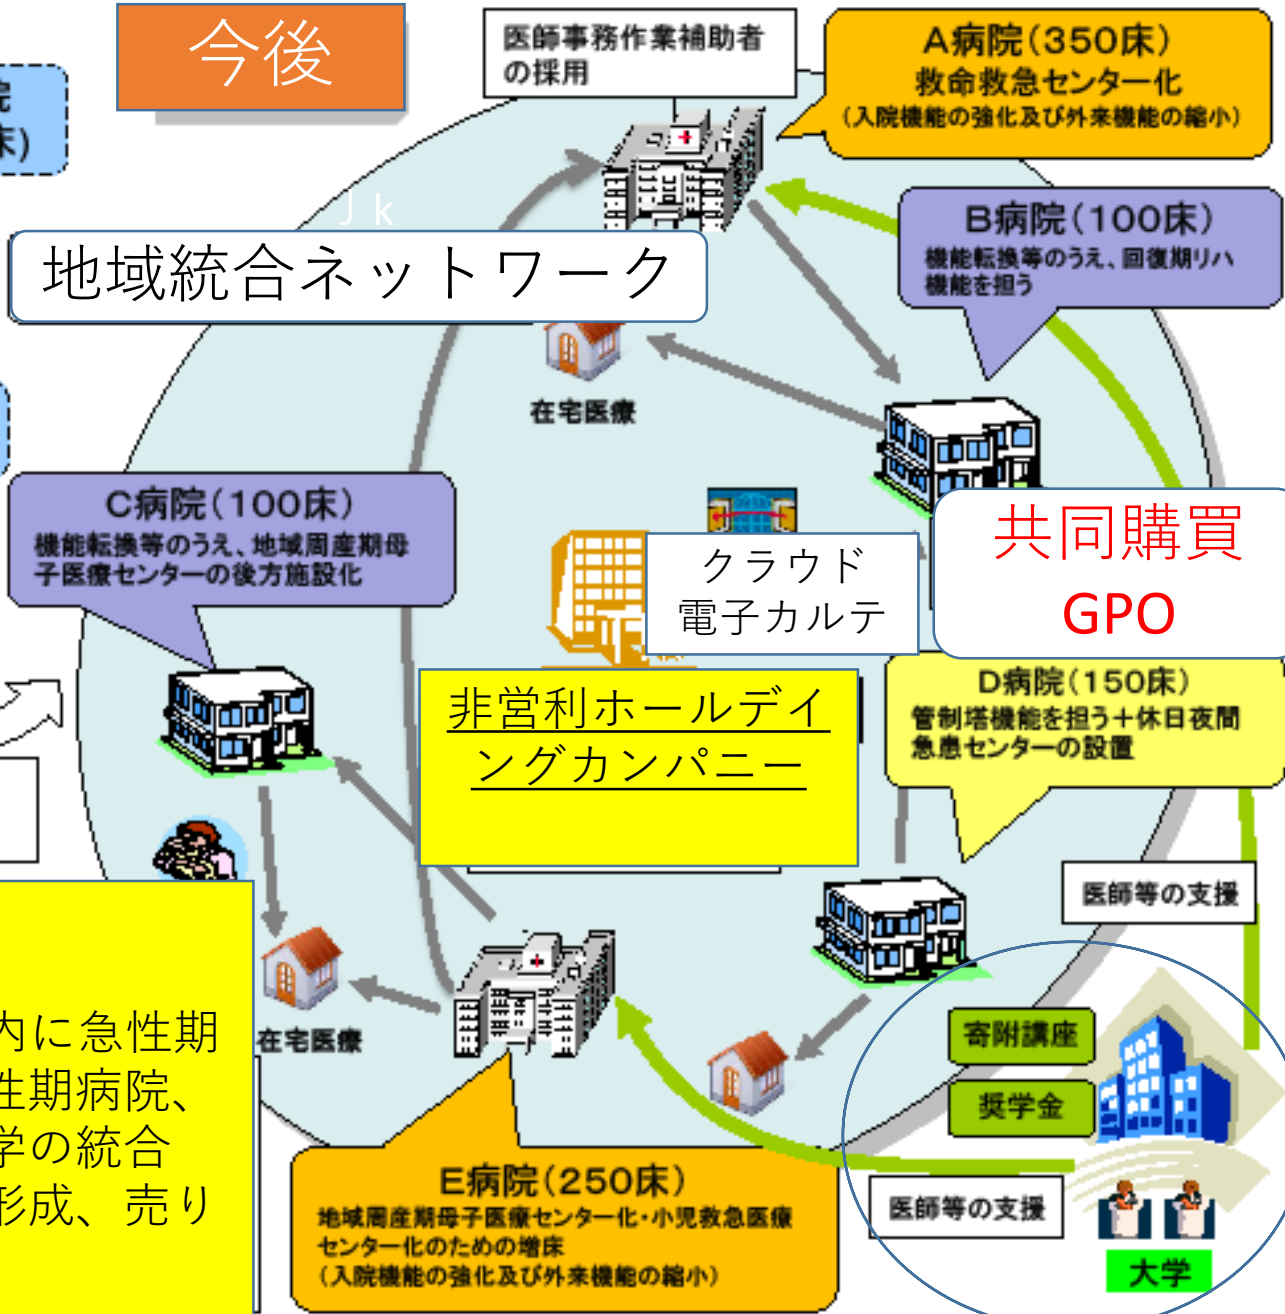 今後
医師事務作業補助者
の採用
A病院(350床)
救命救急センター化
(入院機能の強化及び外来機能の縮小)
院
床)
Jk
地域統合ネットワーク
B病院(100床)
機能転換等のうえ、回復期リハ
機能を担う
在宅医療
C病院(100床)
機能転換等のうえ、地域周産期母
子医療センターの後方施設化
クラウド
電子カルテ
共同購買
GPO
非営利ホールデイ
ングカンパニー
D病院(150床)
管制塔機能を担う+休日夜間
急患センターの設置
医師等の支援
内に急性期
性期病院、
学の統合
形成、売り
在宅医療
寄附講座
奨学金
E病院(250床)
地域周産期母子医療センター化・小児救急医療
センター化のための増床
(入院機能の強化及び外来機能の縮小)
医師等の支援
大学